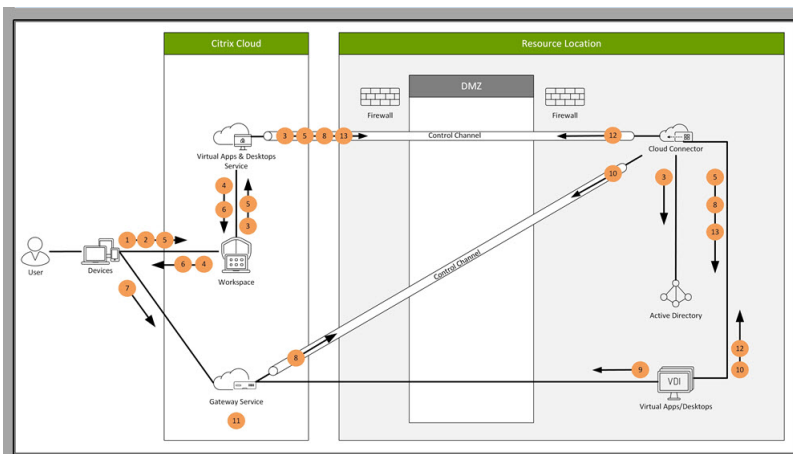 Citrix Cloud
Resource Location
DMZ
Firewall
Firewall
3 5 8 13
Control Channel
12
Virtual Apps & Desktops
Service
Cloud Connector
4
6
5
3
10
3
5
8
13
1 2 5
User
Devices
6 4
Workspace
Control Channel
7
Active Directory
8
12
10
9
VDI
Gateway Service
Virtual Apps/Desktops
11